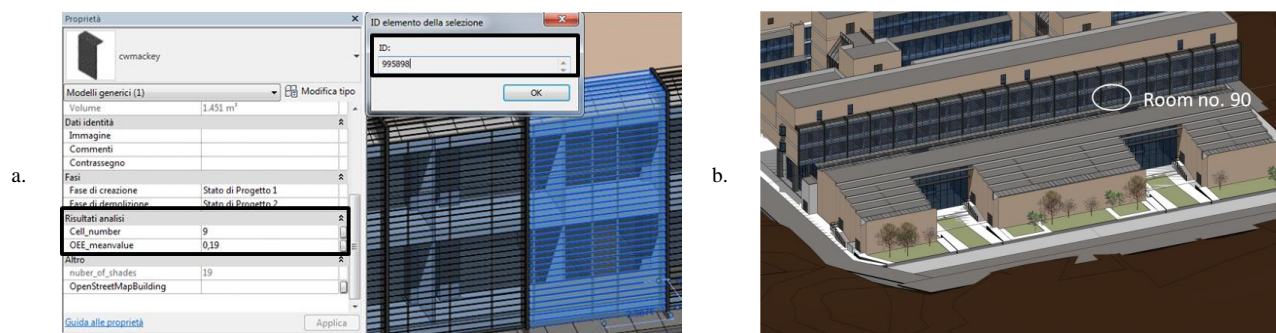 a.
Proprietà
cwmackey
Modelli generici (1)
Modifica tipo
Volume 1.451 m³
Dati identità
Immagine
Commenti
Contrassegno
Fasi
Fase di creazione Stato di Progetto 1
Fase di demolizione Stato di Progetto 2
Risultati analisi
Cell_number 9
OEE_meanvalue 0,19
Altro
nuber_of_shades 19
OpenStreetMapBuilding
Guida alle proprietà
Applica
ID elemento della selezione
ID:
995898
OK
b.
Room no. 90